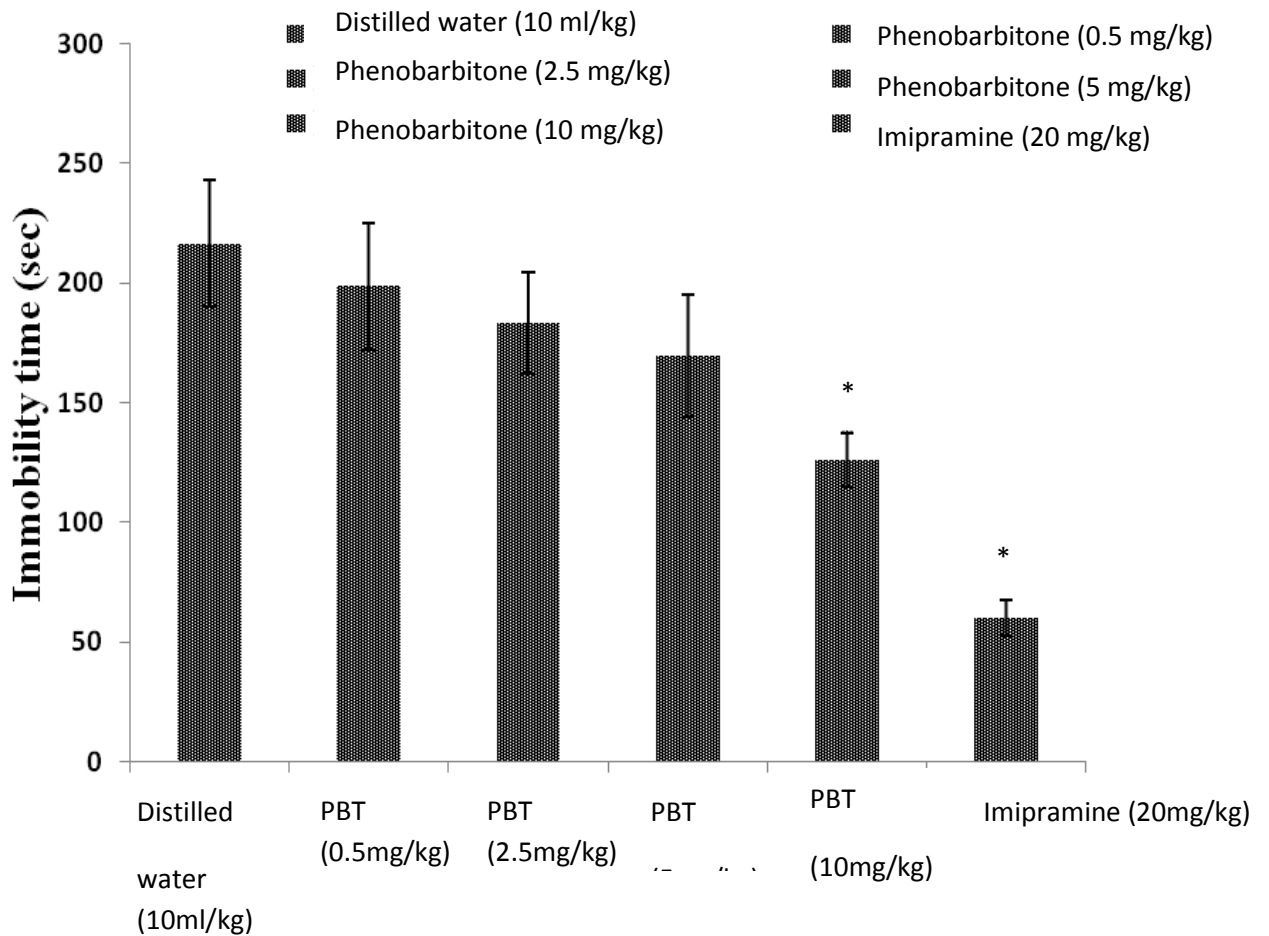 Distilled water (10 ml/kg)
Phenobarbitone (0.5 mg/kg)
Phenobarbitone (2.5 mg/kg)
Phenobarbitone (5 mg/kg)
Phenobarbitone (10 mg/kg)
Imipramine (20 mg/kg)
Immobility time (sec)
300
250
200
150
100
50
0
*
*
Distilled
water
(10ml/kg)
PBT
(0.5mg/kg)
PBT
(2.5mg/kg)
PBT
PBT
(10mg/kg)
Imipramine (20mg/kg)